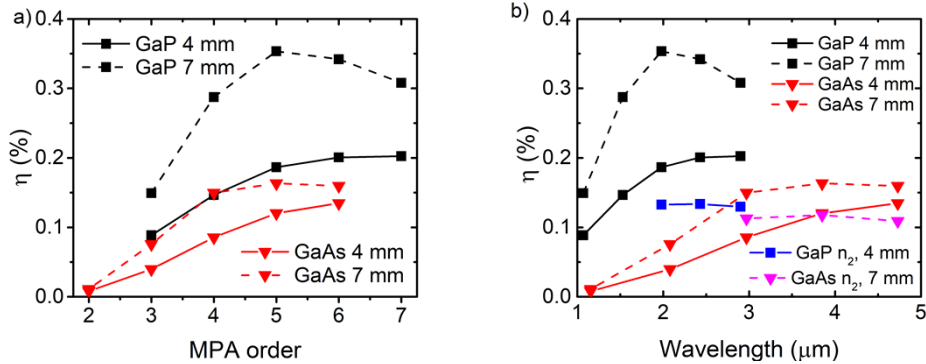 a)
0.4
0.3
0.2
0.1
0.0
η (%)
GaP 4 mm
GaP 7 mm
GaAs 4 mm
GaAs 7 mm
2 3 4 5 6 7
MPA order
b)
0.4
0.3
0.2
0.1
0.0
η (%)
GaP 4 mm
GaP 7 mm
GaAs 4 mm
GaAs 7 mm
GaP n₂, 4 mm
GaAs n₂, 7 mm
1 2 3 4 5
Wavelength (μm)